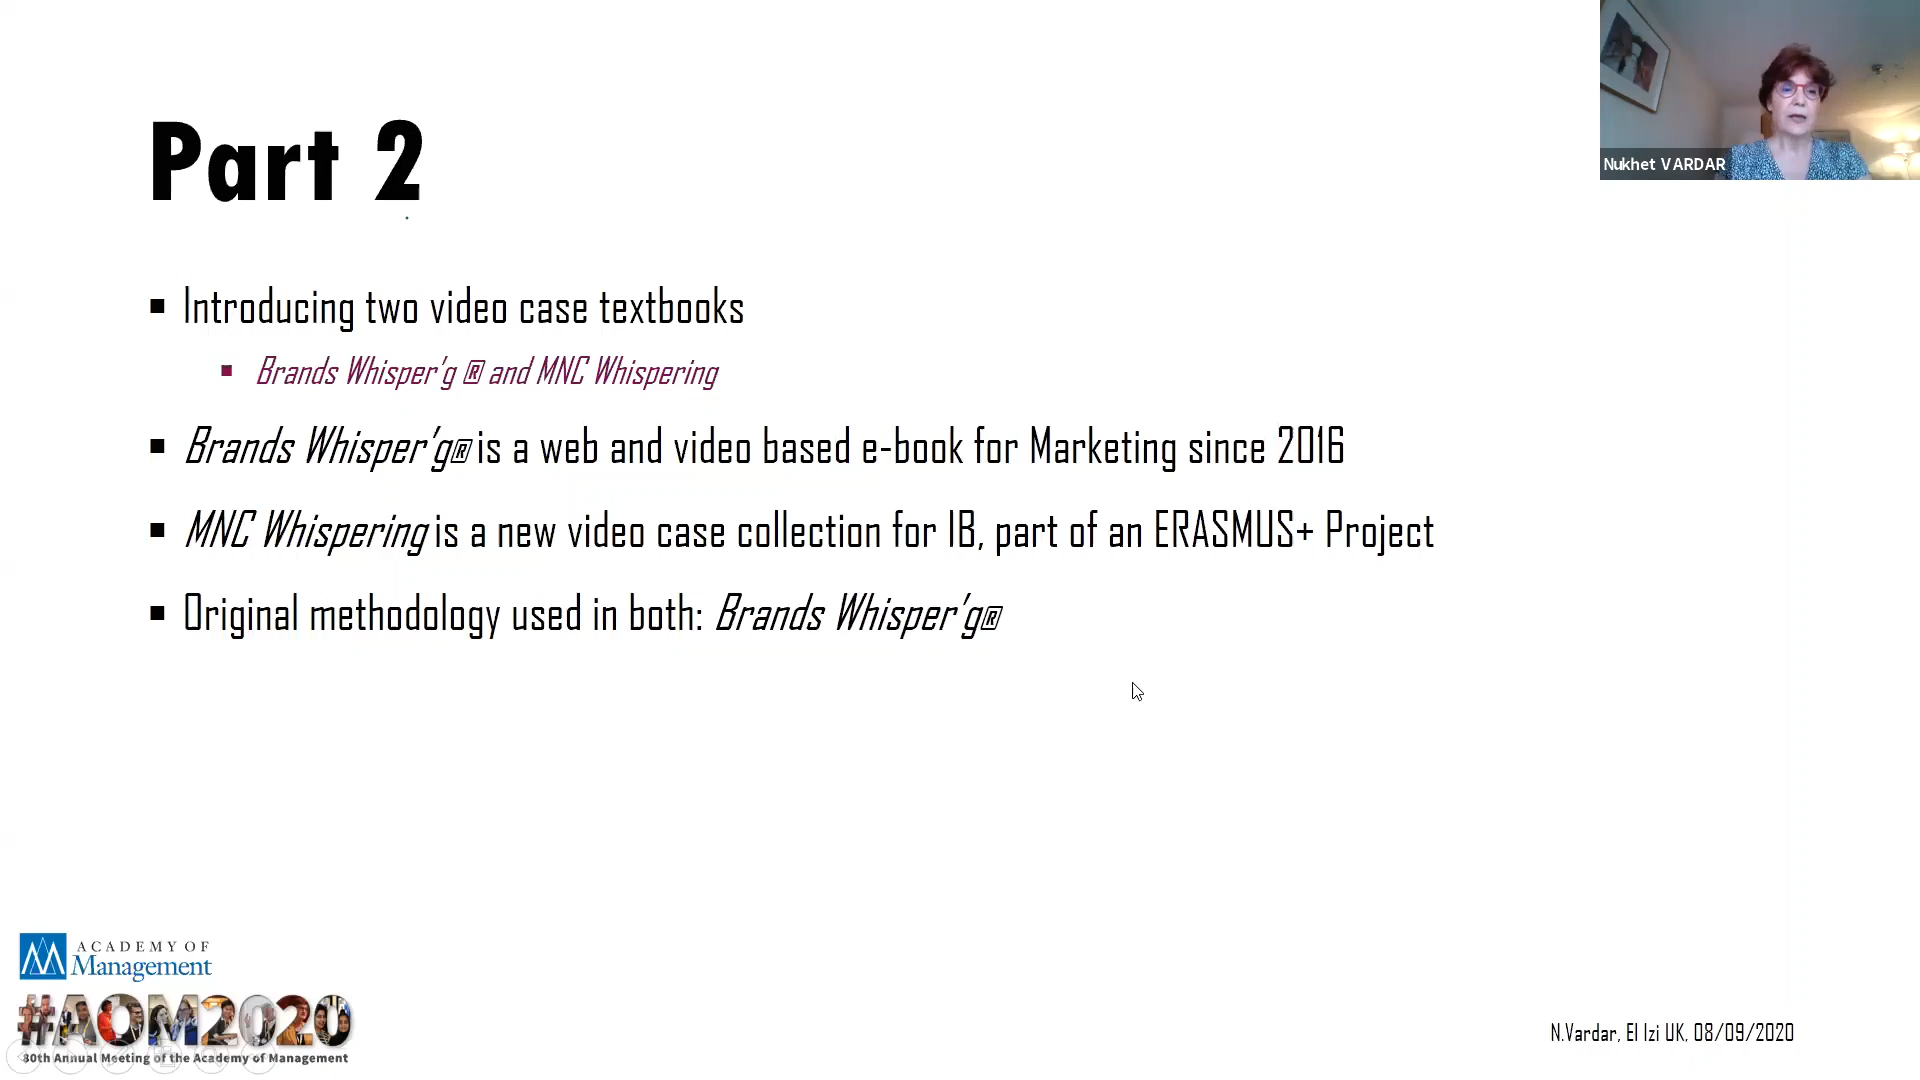 Part 2
Nukhet VARDAR
▪ Introducing two video case textbooks
▪ Brands Whisper'g ® and MNC Whispering
▪ Brands Whisper'g® is a web and video based e-book for Marketing since 2016
▪ MNC Whispering is a new video case collection for IB, part of an ERASMUS+ Project
▪ Original methodology used in both: Brands Whisper'g®
ACADEMY OF
Management
#AOM2020
80th Annual Meeting of the Academy of Management
N.Vardar, El Izi UK, 08/09/2020